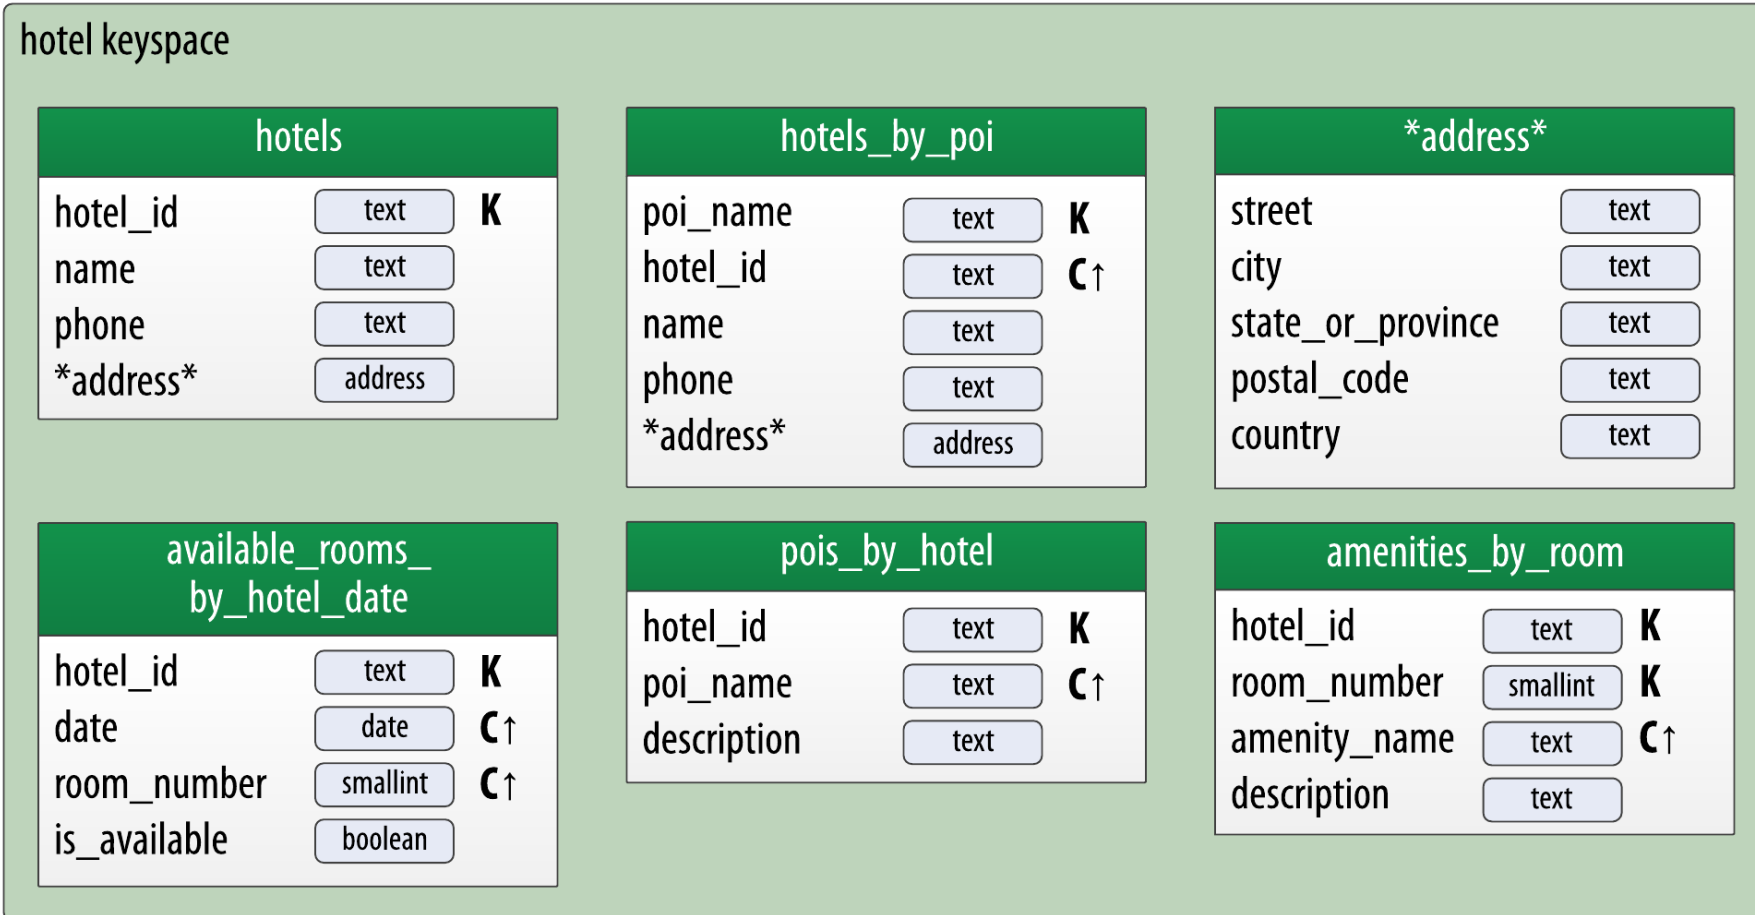 hotel keyspace
hotels
hotel_id text K
name text
phone text
*address* address
hotels_by_poi
poi_name text K
hotel_id text C↑
name text
phone text
*address* address
*address*
street text
city text
state_or_province text
postal_code text
country text
available_rooms_
by_hotel_date
hotel_id text K
date date C↑
room_number smallint C↑
is_available boolean
pois_by_hotel
hotel_id text K
poi_name text C↑
description text
amenities_by_room
hotel_id text K
room_number smallint K
amenity_name text C↑
description text